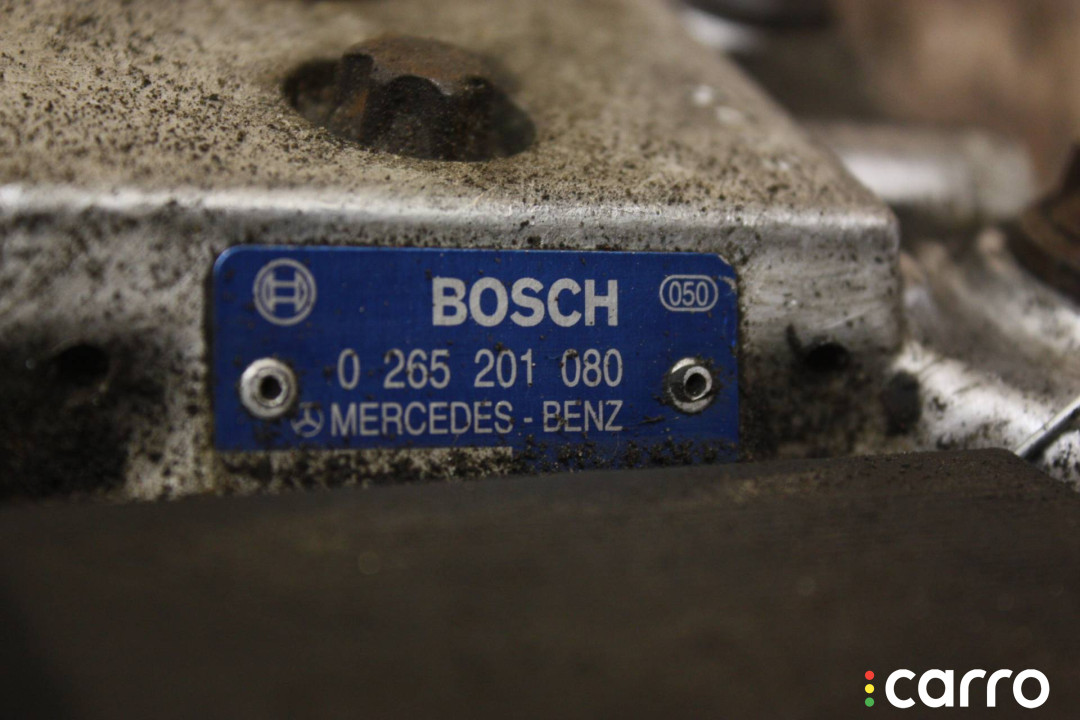 BOSCH 050
0 265 201 080
MERCEDES - BENZ
carro